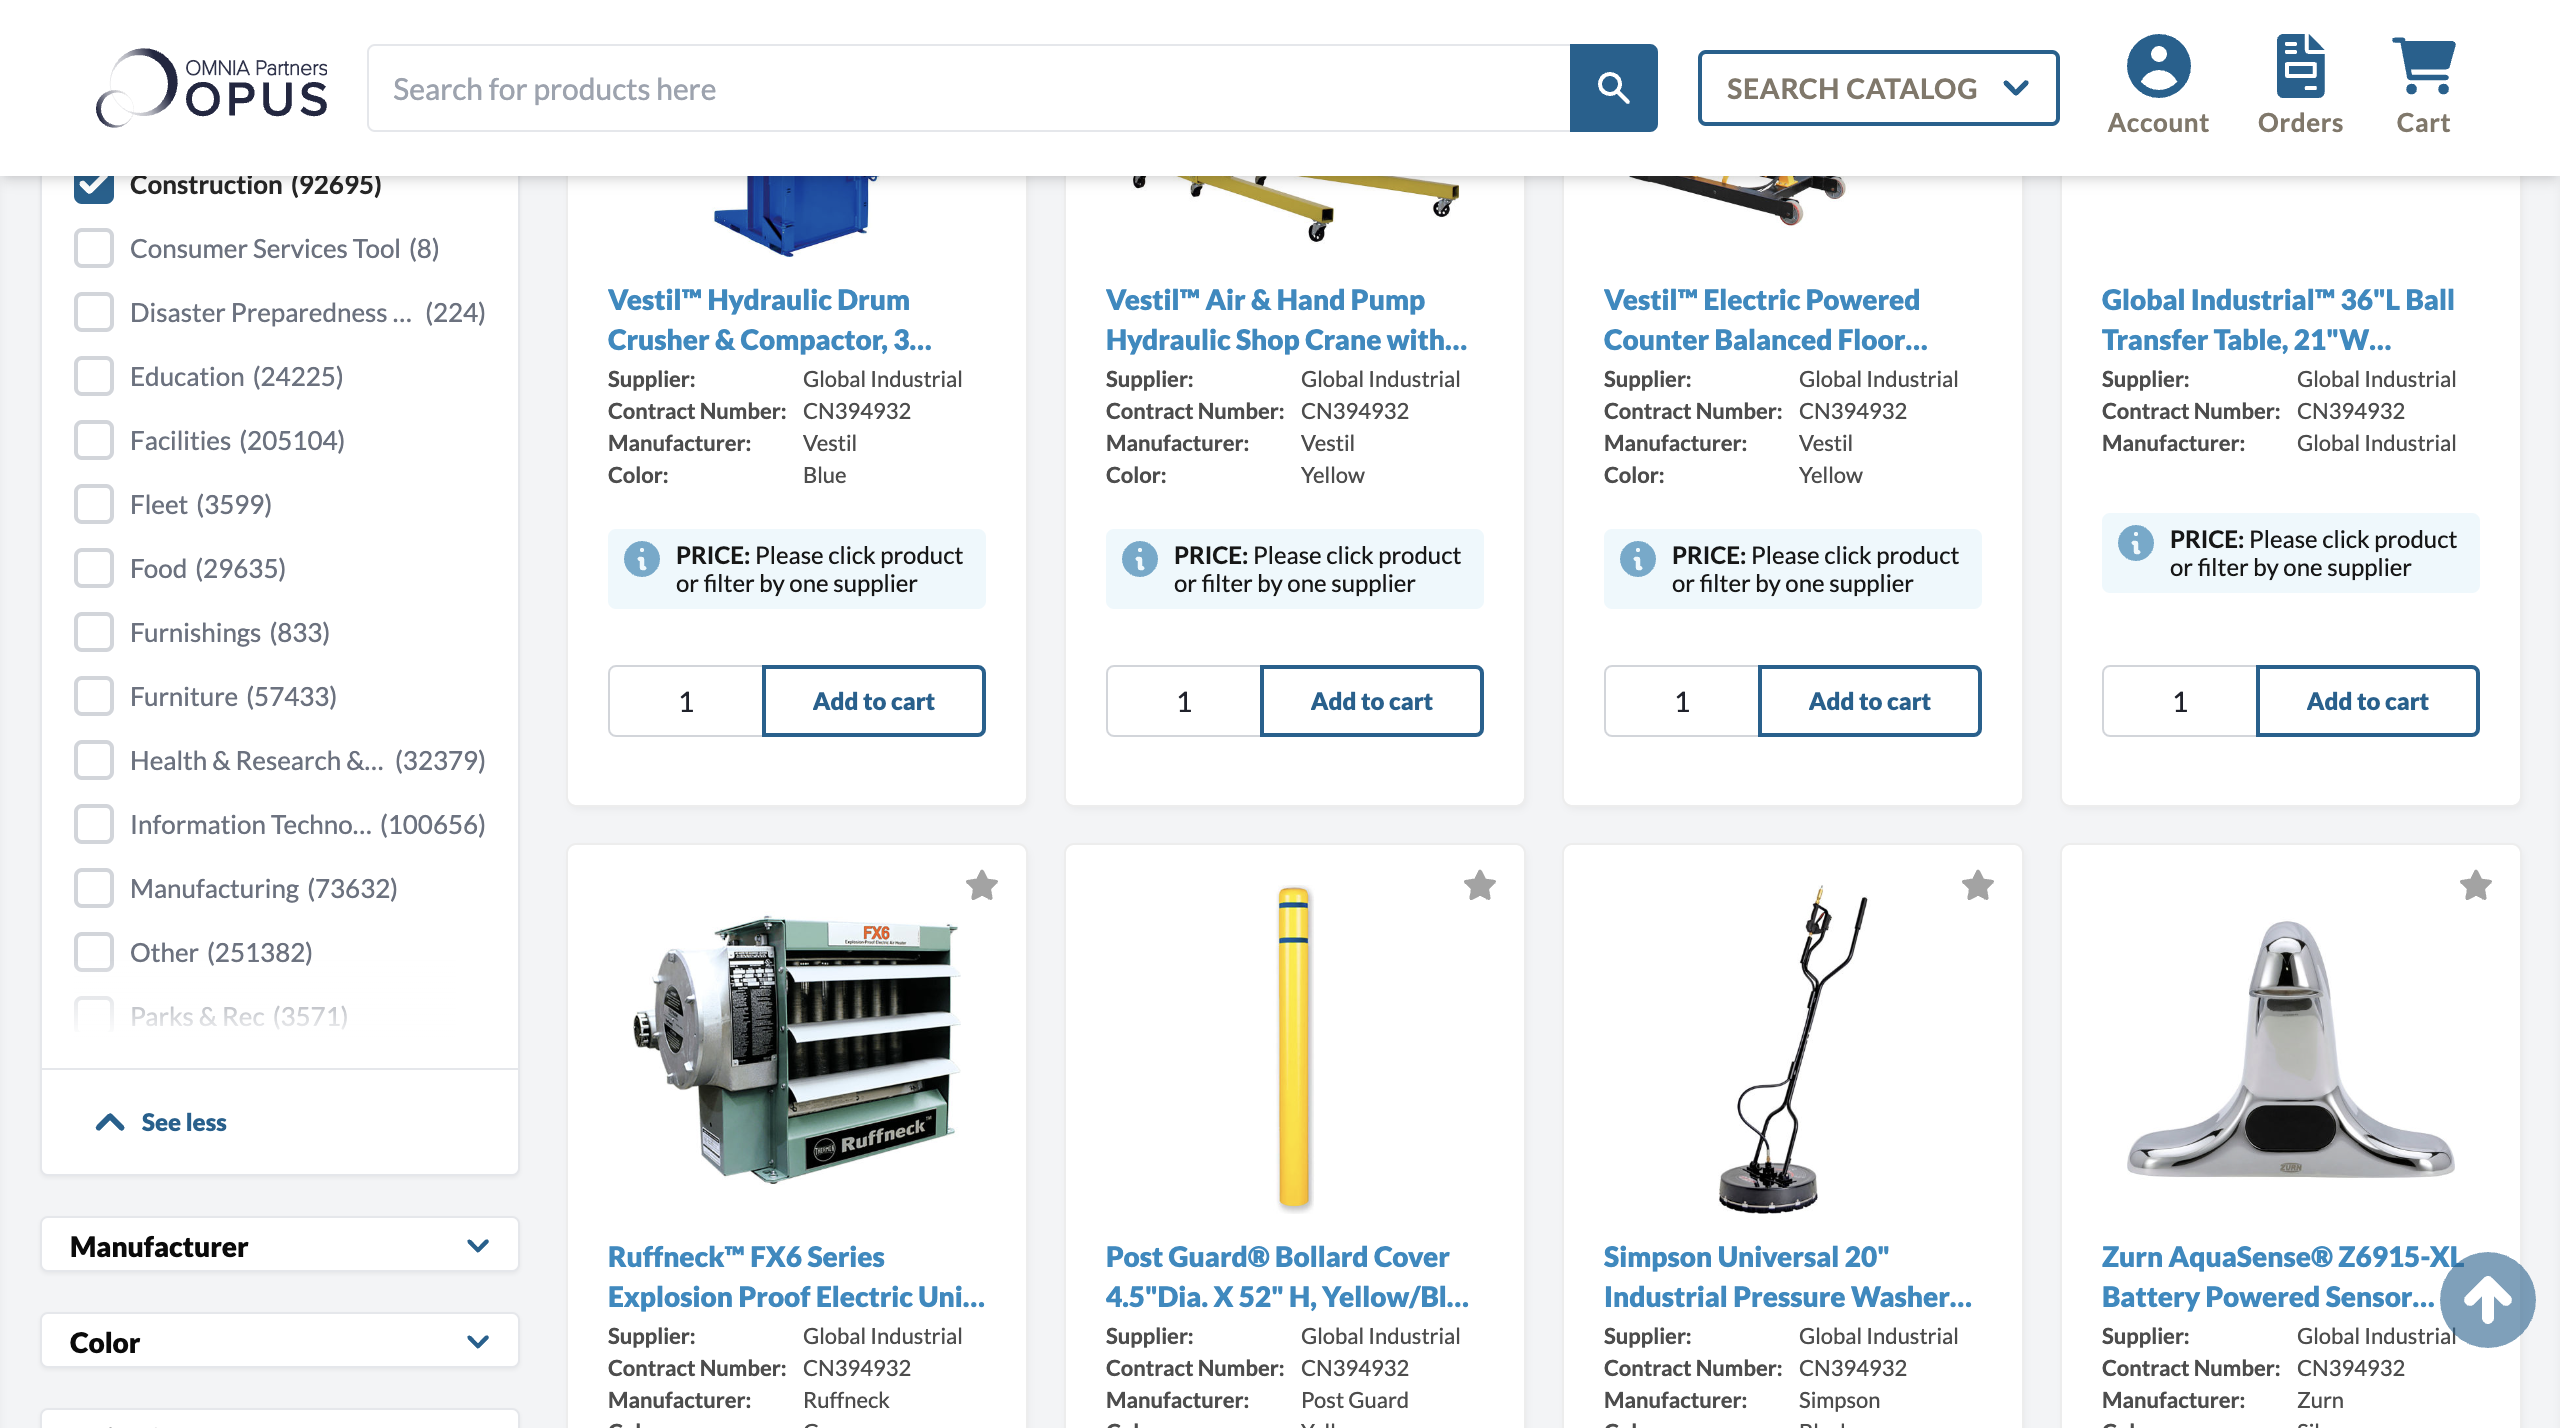 OMNIA Partners
OPUS
Search for products here
SEARCH CATALOG
Account
Orders
Cart
Construction (92695)
Consumer Services Tool (8)
Disaster Preparedness ... (224)
Education (24225)
Facilities (205104)
Fleet (3599)
Food (29635)
Furnishings (833)
Furniture (57433)
Health & Research &... (32379)
Information Techno... (100656)
Manufacturing (73632)
Other (251382)
Parks & Rec (3571)
See less
Manufacturer
Color
Vestil™ Hydraulic Drum
Crusher & Compactor, 3...
Supplier: Global Industrial
Contract Number: CN394932
Manufacturer: Vestil
Color: Blue
PRICE: Please click product
or filter by one supplier
1 Add to cart
Vestil™ Air & Hand Pump
Hydraulic Shop Crane with...
Supplier: Global Industrial
Contract Number: CN394932
Manufacturer: Vestil
Color: Yellow
PRICE: Please click product
or filter by one supplier
1 Add to cart
Vestil™ Electric Powered
Counter Balanced Floor...
Supplier: Global Industrial
Contract Number: CN394932
Manufacturer: Vestil
Color: Yellow
PRICE: Please click product
or filter by one supplier
1 Add to cart
Global Industrial™ 36"L Ball
Transfer Table, 21"W...
Supplier: Global Industrial
Contract Number: CN394932
Manufacturer: Global Industrial
PRICE: Please click product
or filter by one supplier
1 Add to cart
FX6
Explosion-Proof Electric Air Heater
THERMON
Ruffneck™
Ruffneck™ FX6 Series
Explosion Proof Electric Uni...
Supplier: Global Industrial
Contract Number: CN394932
Manufacturer: Ruffneck
Post Guard® Bollard Cover
4.5"Dia. X 52" H, Yellow/Bl...
Supplier: Global Industrial
Contract Number: CN394932
Manufacturer: Post Guard
Simpson Universal 20"
Industrial Pressure Washer...
Supplier: Global Industrial
Contract Number: CN394932
Manufacturer: Simpson
ZURN
Zurn AquaSense® Z6915-XL
Battery Powered Sensor...
Supplier: Global Industrial
Contract Number: CN394932
Manufacturer: Zurn